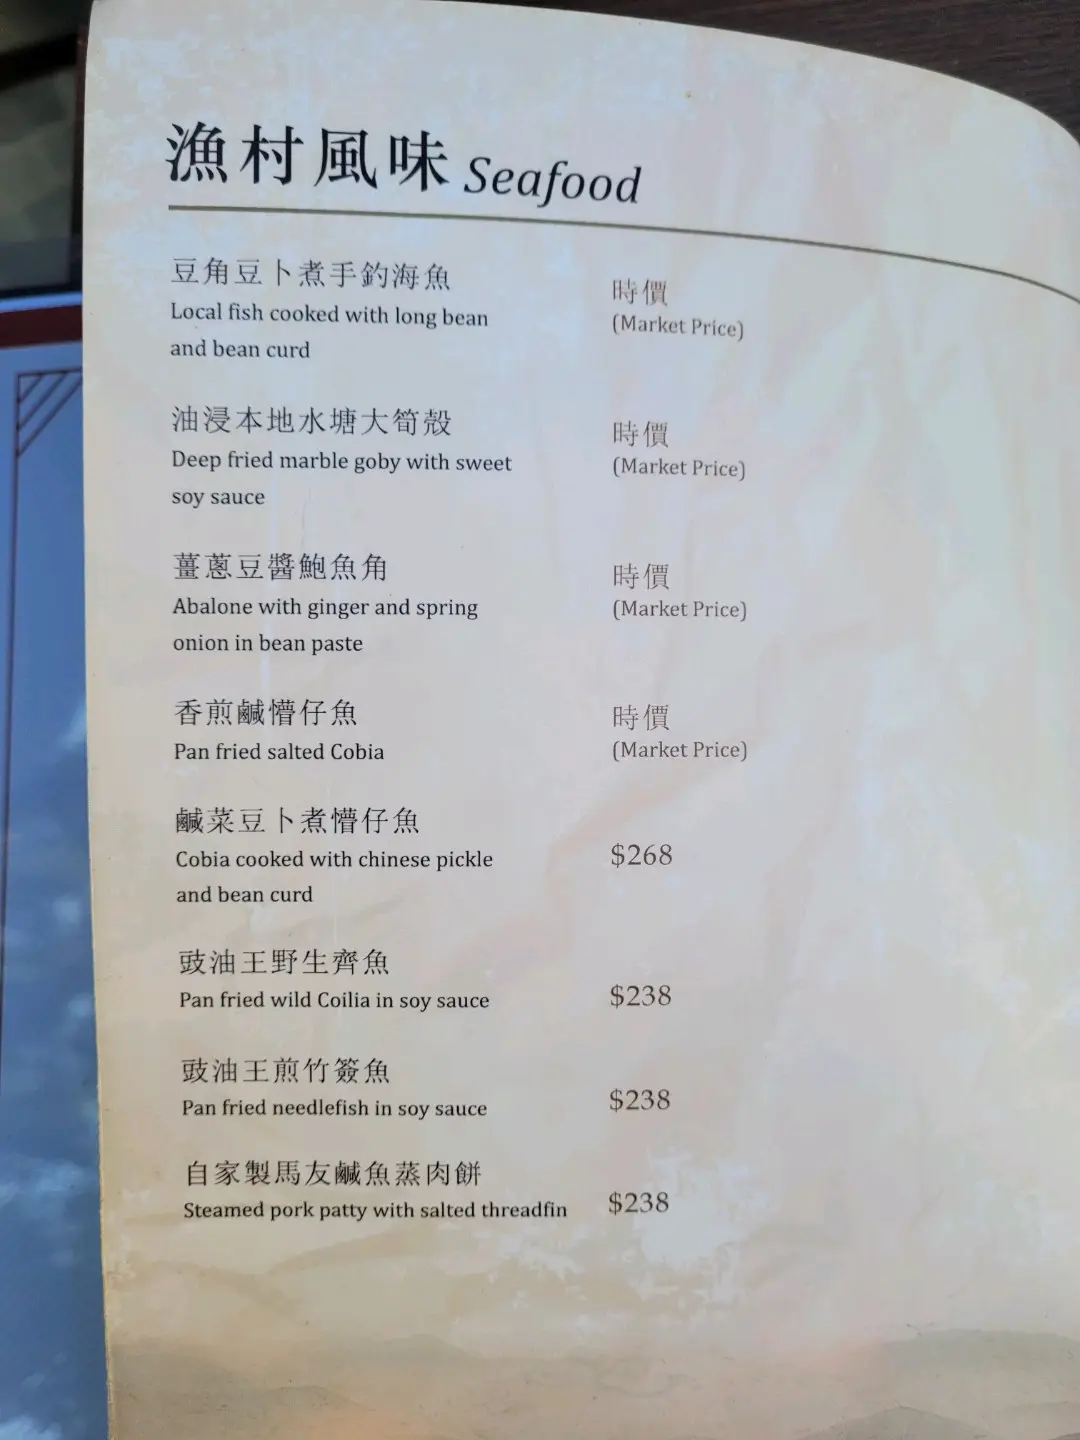 漁村風味 Seafood
豆角豆卜煮手釣海魚
Local fish cooked with long bean
and bean curd
時價
(Market Price)
油浸本地水塘大筍殼
Deep fried marble goby with sweet
soy sauce
時價
(Market Price)
薑蔥豆醬鮑魚角
Abalone with ginger and spring
onion in bean paste
時價
(Market Price)
香煎鹹懵仔魚
Pan fried salted Cobia
時價
(Market Price)
鹹菜豆卜煮懵仔魚
Cobia cooked with chinese pickle
and bean curd
$268
豉油王野生齊魚
Pan fried wild Coilia in soy sauce
$238
豉油王煎竹簽魚
Pan fried needlefish in soy sauce
$238
自家製馬友鹹魚蒸肉餅
Steamed pork patty with salted threadfin
$238